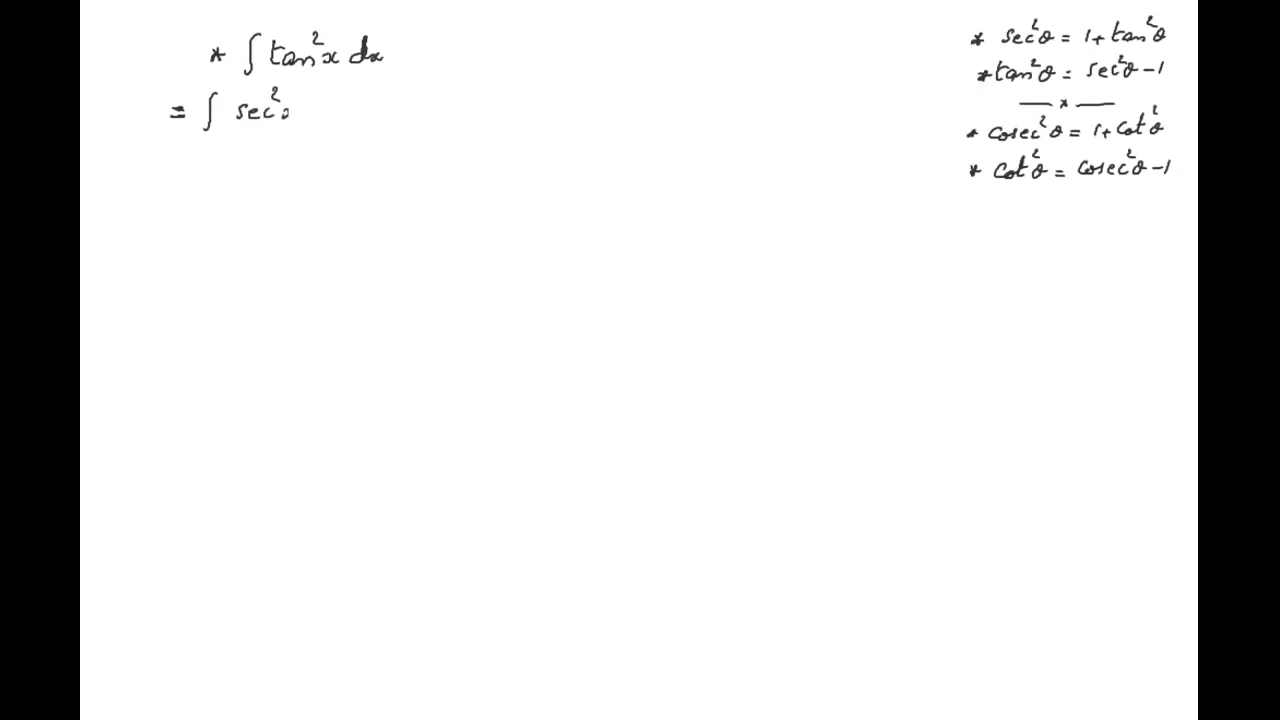 * ∫ tan²x dx
= ∫ sec²
* sec²θ = 1 + tan²θ
* tan²θ = sec²θ - 1
* cosec²θ = 1 + cot²θ
* cot²θ = cosec²θ - 1